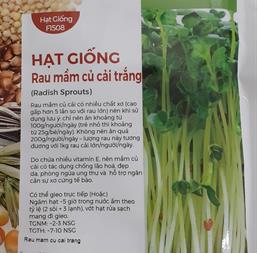 Hạt Giống
F1508
HẠT GIỐNG
Rau mầm củ cải trắng
(Radish Sprouts)
Rau mầm củ cải có nhiều chất xơ (cao
gấp hơn 5 lần so với rau lớn) nên khi sử
dụng lưu ý chỉ nên ăn khoảng từ
100g/người/ngày (trẻ nhỏ thì khoảng
từ 25g/bé/ngày). Không nên ăn quá
200g/người/ngày – lượng rau này tương
đương với 1kg rau cải lớn/người/ngày.
Do chứa nhiều vitamin E, nên mầm củ
cải có tác dụng chống lão hoá, đẹp
da, phòng ngừa ung thư và hỗ trợ ngăn
cản sự xơ cứng tế bào.
Có thể gieo trực tiếp (Hoặc)
Ngâm hạt ~5 giờ trong nước ấm theo
tỷ lệ (2 sôi + 3 lạnh), vớt hạt rửa sạch
mang đi gieo.
TGNM: ~2-3 NSG
TGTH: ~7-10 NSG
Rau mầm củ cải trắng